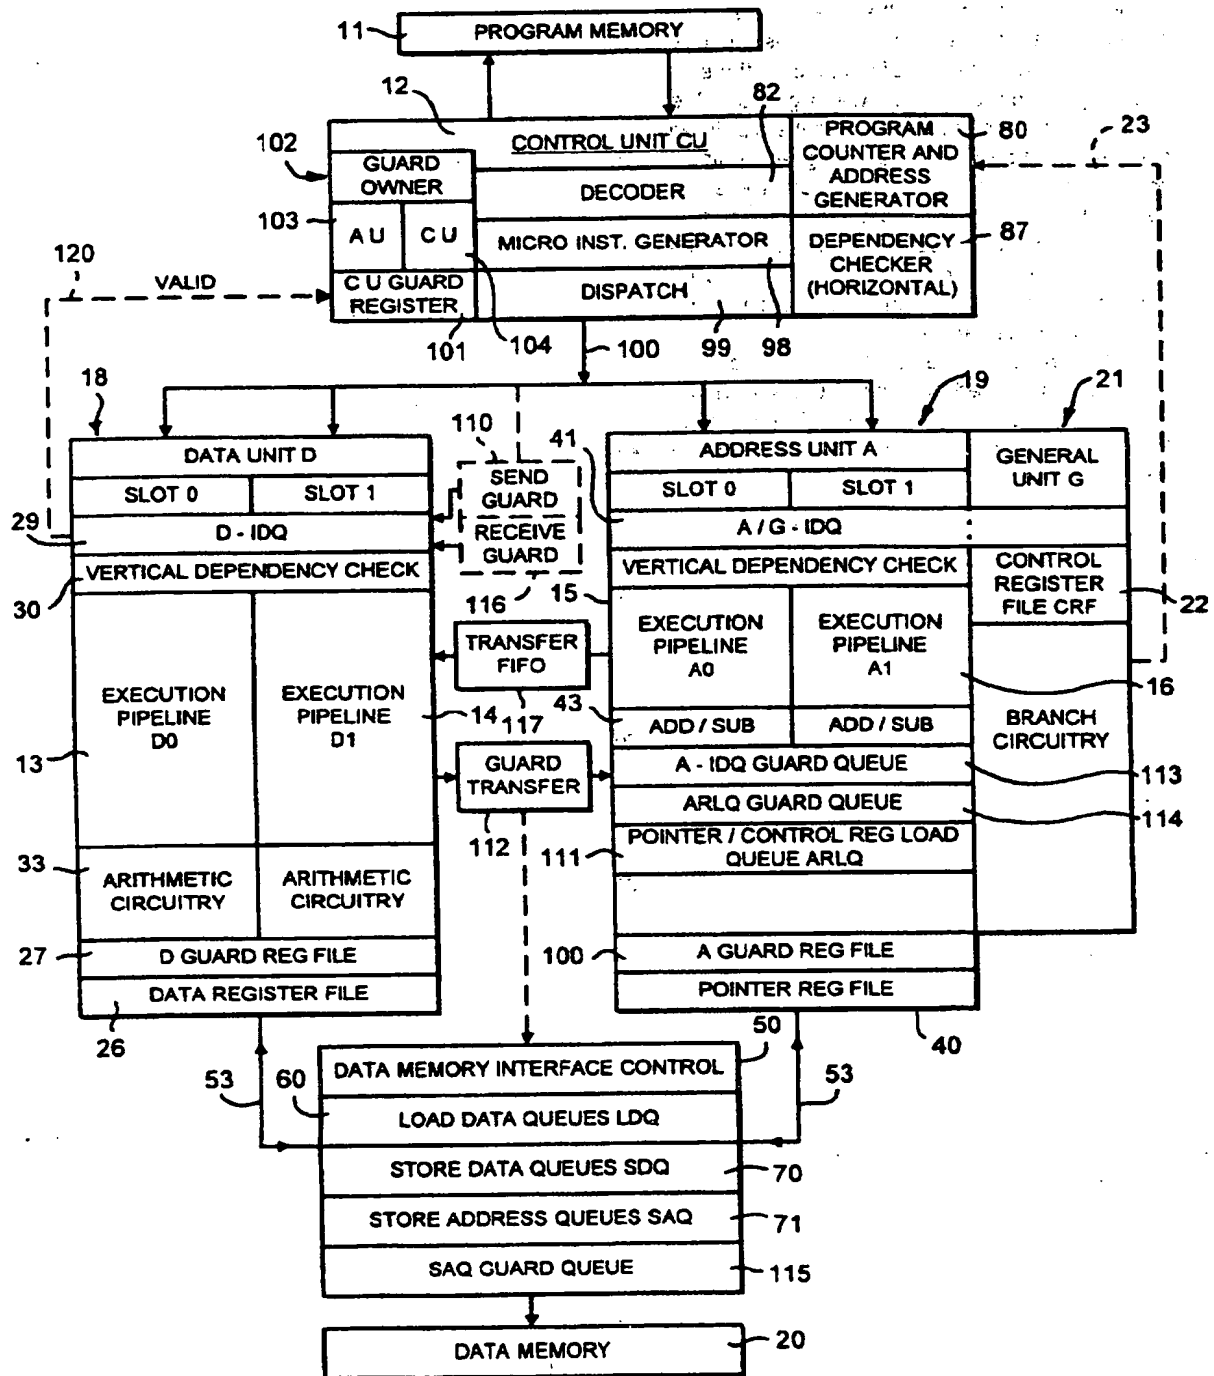 11
PROGRAM MEMORY
12
82
CONTROL UNIT CU
PROGRAM
COUNTER AND
ADDRESS
GENERATOR
80
23
102
GUARD
OWNER
DECODER
103
A U
C U
MICRO INST. GENERATOR
DEPENDENCY
CHECKER
(HORIZONTAL)
87
120
VALID
C U GUARD
REGISTER
DISPATCH
101
104
100
99
98
18
19
21
DATA UNIT D
110
41
ADDRESS UNIT A
GENERAL
UNIT G
SLOT 0
SLOT 1
SEND
GUARD
SLOT 0
SLOT 1
29
D - IDQ
RECEIVE
GUARD
A / G - IDQ
30
VERTICAL DEPENDENCY CHECK
116
15
VERTICAL DEPENDENCY CHECK
CONTROL
REGISTER
FILE CRF
22
TRANSFER
FIFO
117
EXECUTION
PIPELINE
A0
EXECUTION
PIPELINE
A1
16
EXECUTION
PIPELINE
D0
EXECUTION
PIPELINE
D1
14
13
43
ADD / SUB
ADD / SUB
BRANCH
CIRCUITRY
GUARD
TRANSFER
112
A - IDQ GUARD QUEUE
113
ARLQ GUARD QUEUE
114
111
POINTER / CONTROL REG LOAD
QUEUE ARLQ
33
ARITHMETIC
CIRCUITRY
ARITHMETIC
CIRCUITRY
27
D GUARD REG FILE
100
A GUARD REG FILE
DATA REGISTER FILE
POINTER REG FILE
26
40
50
DATA MEMORY INTERFACE CONTROL
53
60
53
LOAD DATA QUEUES LDQ
STORE DATA QUEUES SDQ
70
STORE ADDRESS QUEUES SAQ
71
SAQ GUARD QUEUE
115
DATA MEMORY
20